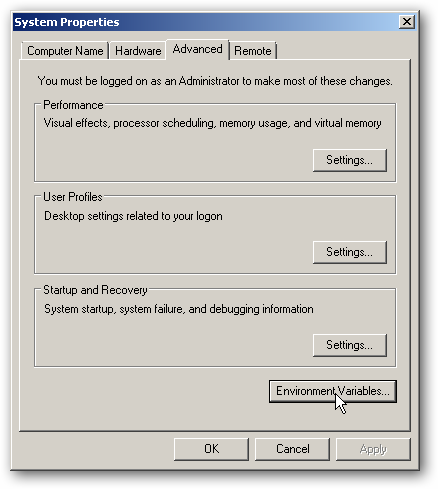 System Properties
Computer Name Hardware Advanced Remote
You must be logged on as an Administrator to make most of these changes.
Performance
Visual effects, processor scheduling, memory usage, and virtual memory
Settings...
User Profiles
Desktop settings related to your logon
Settings...
Startup and Recovery
System startup, system failure, and debugging information
Settings...
Environment Variables...
OK Cancel Apply